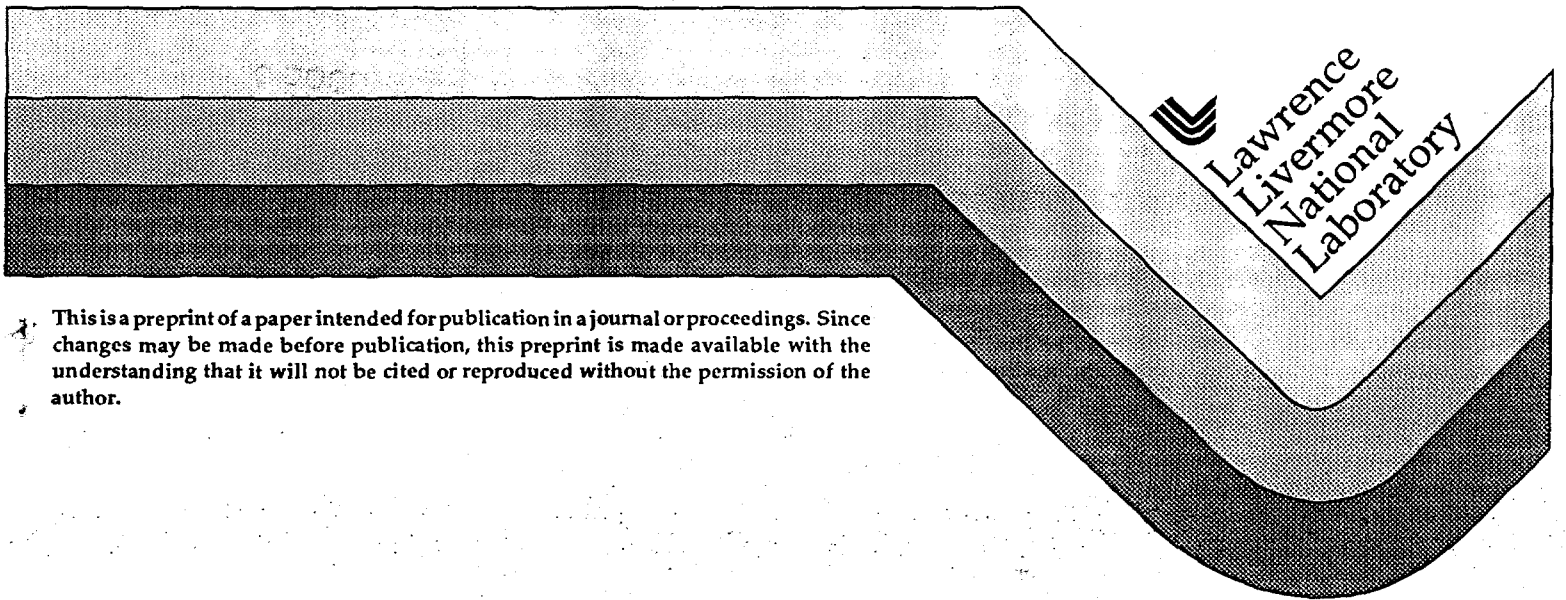 Lawrence
Livermore
National
Laboratory
This is a preprint of a paper intended for publication in a journal or proceedings. Since
changes may be made before publication, this preprint is made available with the
understanding that it will not be cited or reproduced without the permission of the
author.